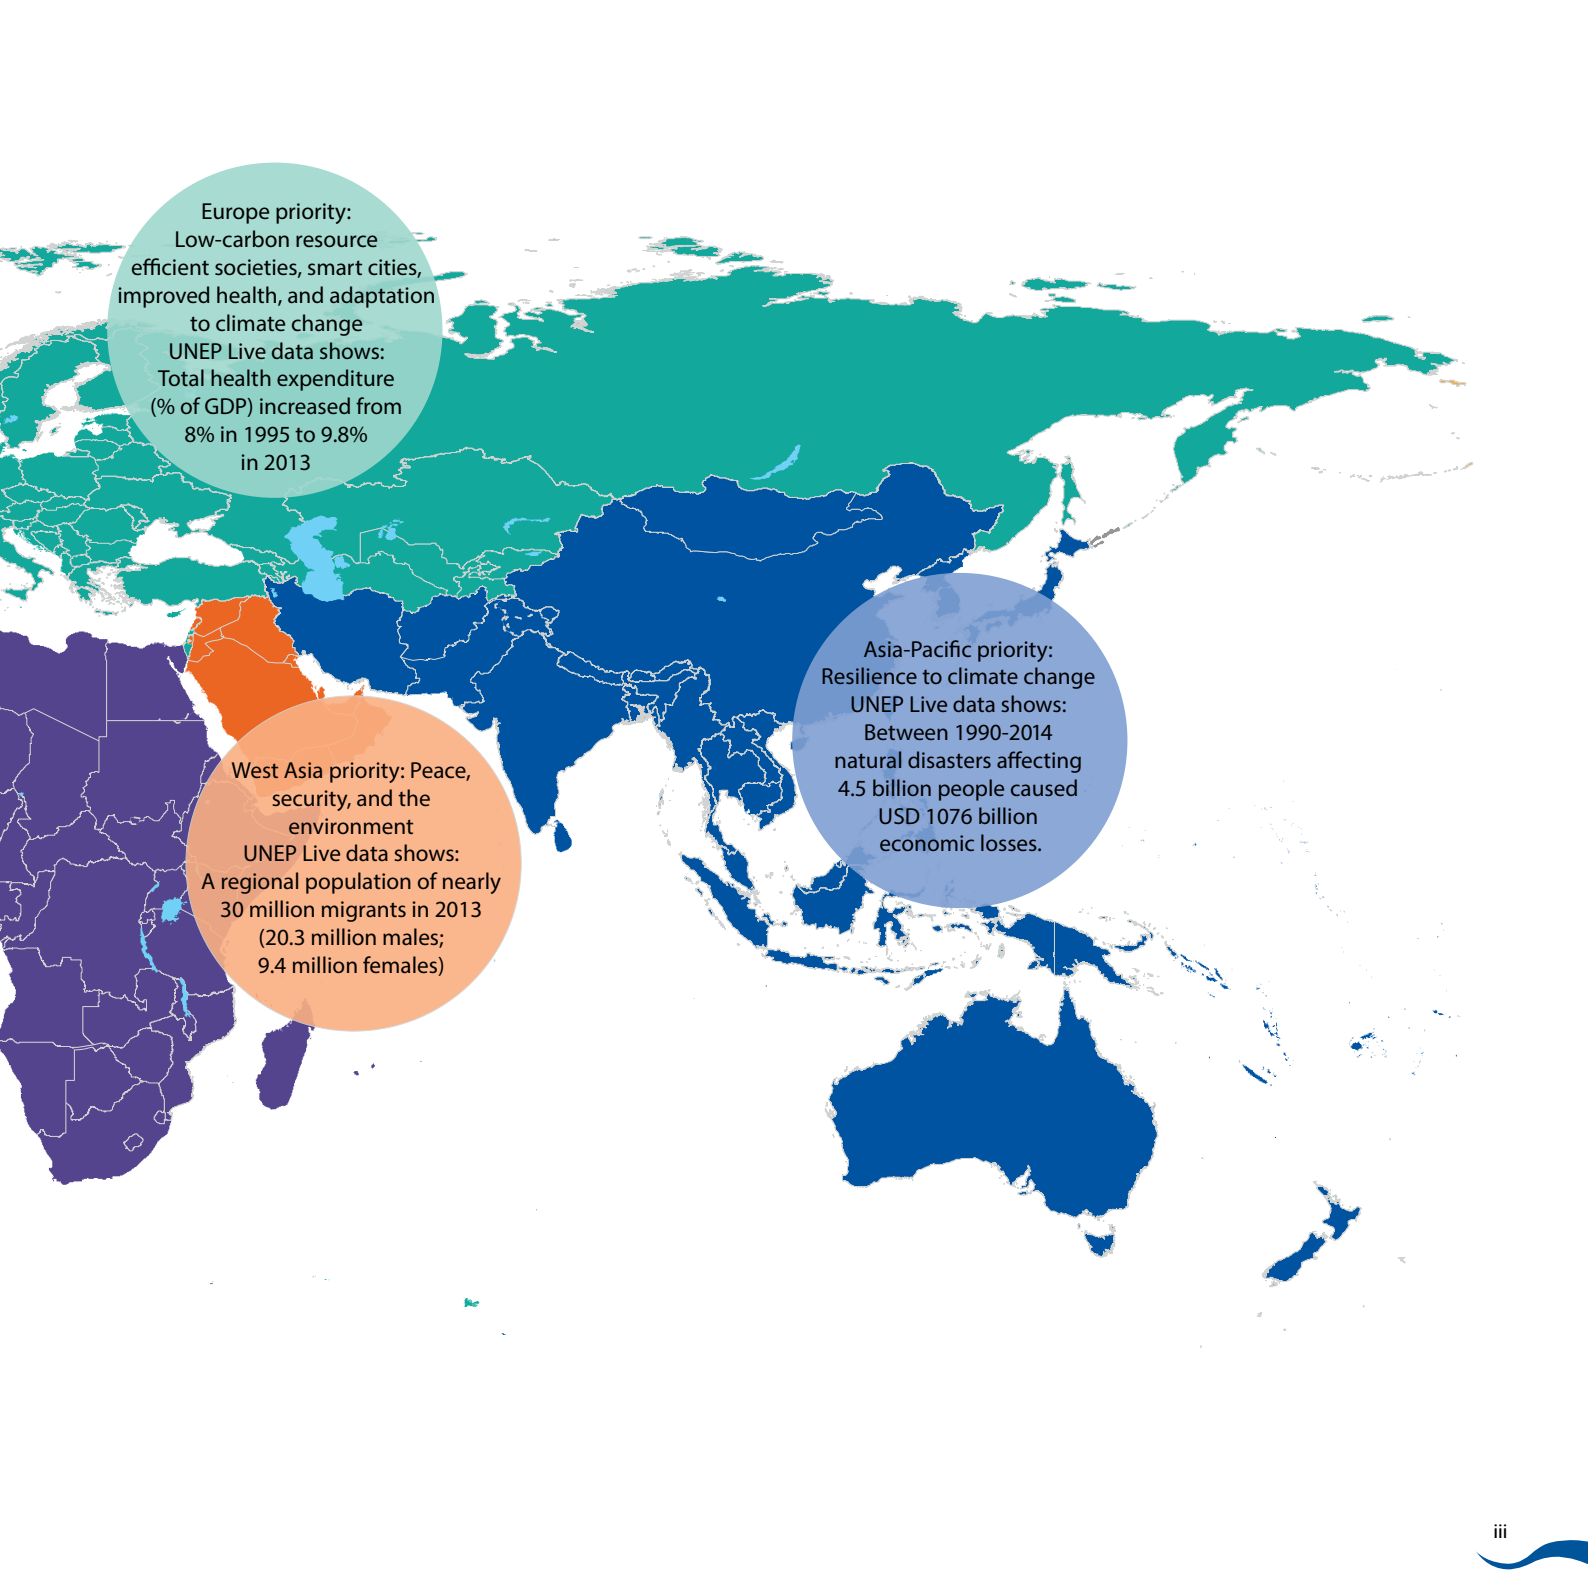 Europe priority:
Low-carbon resource
efficient societies, smart cities,
improved health, and adaptation
to climate change
UNEP Live data shows:
Total health expenditure
(% of GDP) increased from
8% in 1995 to 9.8%
in 2013
Asia-Pacific priority:
Resilience to climate change
UNEP Live data shows:
Between 1990-2014
natural disasters affecting
4.5 billion people caused
USD 1076 billion
economic losses.
West Asia priority: Peace,
security, and the
environment
UNEP Live data shows:
A regional population of nearly
30 million migrants in 2013
(20.3 million males;
9.4 million females)
iii